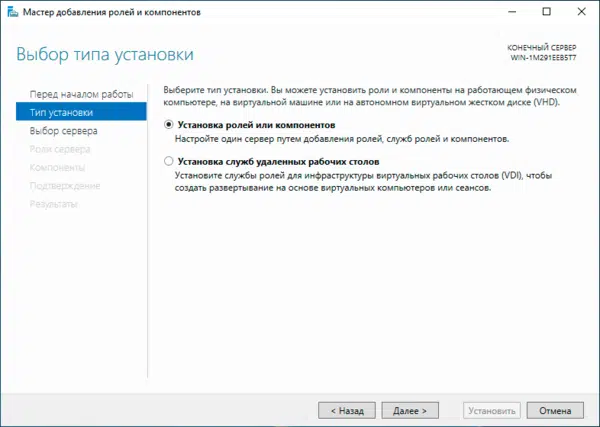 Мастер добавления ролей и компонентов
Выбор типа установки
КОНЕЧНЫЙ СЕРВЕР
WIN-1M291EEB5T7
Перед началом работы
Тип установки
Выбор сервера
Роли сервера
Компоненты
Подтверждение
Результаты
Выберите тип установки. Вы можете установить роли и компоненты на работающем физическом
компьютере, на виртуальной машине или на автономном виртуальном жестком диске (VHD).
Установка ролей или компонентов
Настройте один сервер путем добавления ролей, служб ролей и компонентов.
Установка служб удаленных рабочих столов
Установите службы ролей для инфраструктуры виртуальных рабочих столов (VDI), чтобы
создать развертывание на основе виртуальных компьютеров или сеансов.
< Назад
Далее >
Установить
Отмена